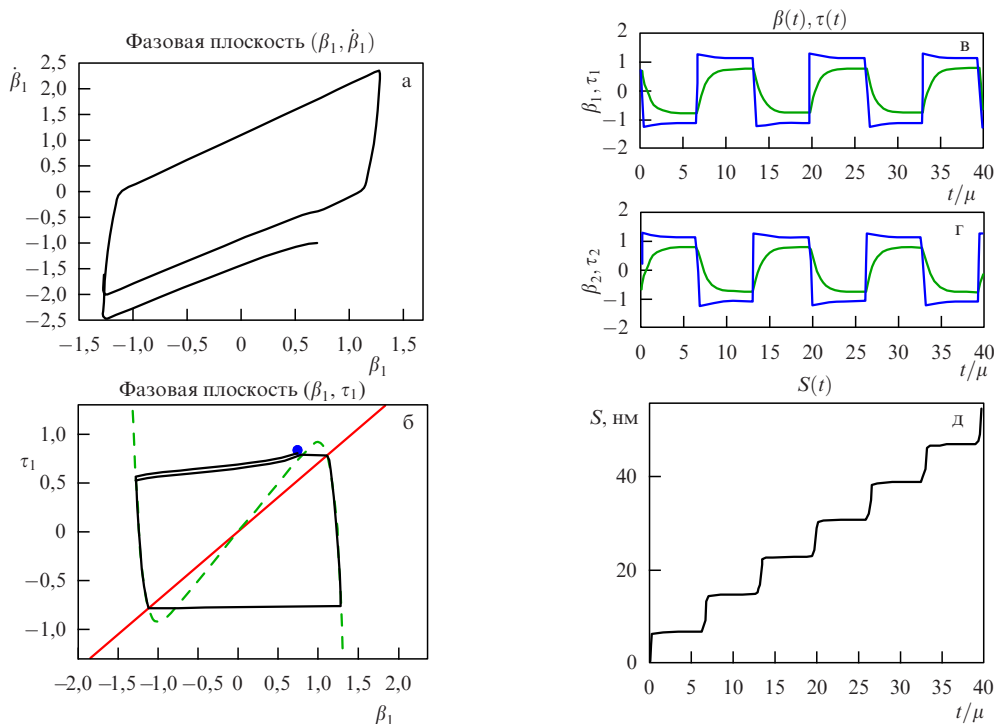 Фазовая плоскость (β₁, β̇₁)
β̇₁
а
2,5
2,0
1,5
1,0
0,5
0
−0,5
−1,0
−1,5
−2,0
−2,5
−1,5 −1,0 −0,5 0 0,5 1,0 1,5
β₁
Фазовая плоскость (β₁, τ₁)
τ₁
б
1,0
0,5
0
−0,5
−1,0
−2,0 −1,5 −1,0 −0,5 0 0,5 1,0 1,5 2,0
β₁
β(t), τ(t)
β₁, τ₁
в
2
1
0
−1
−2
0 5 10 15 20 25 30 35 40
t/μ
β₂, τ₂
г
2
1
0
−1
−2
0 5 10 15 20 25 30 35 40
t/μ
S(t)
S, нм
д
40
20
0
0 5 10 15 20 25 30 35 40
t/μ